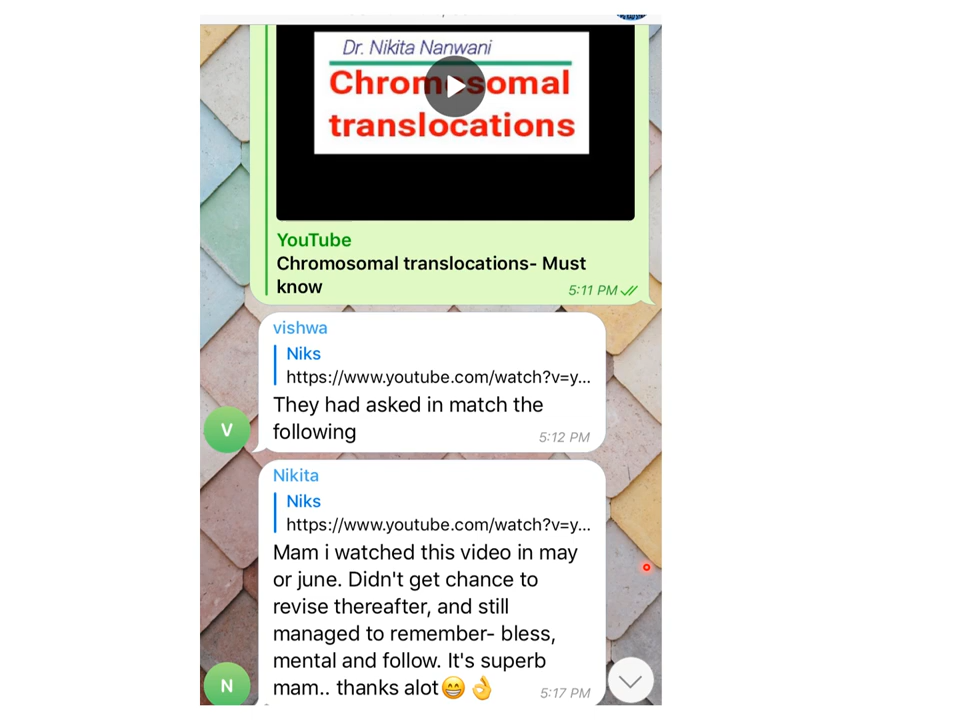 Dr. Nikita Nanwani
Chromosomal
translocations
YouTube
Chromosomal translocations- Must
know
5:11 PM
vishwa
Niks
https://www.youtube.com/watch?v=y...
They had asked in match the
following
5:12 PM
V
Nikita
Niks
https://www.youtube.com/watch?v=y...
Mam i watched this video in may
or june. Didn't get chance to
revise thereafter, and still
managed to remember- bless,
mental and follow. It's superb
mam.. thanks alot😁👌
5:17 PM
N